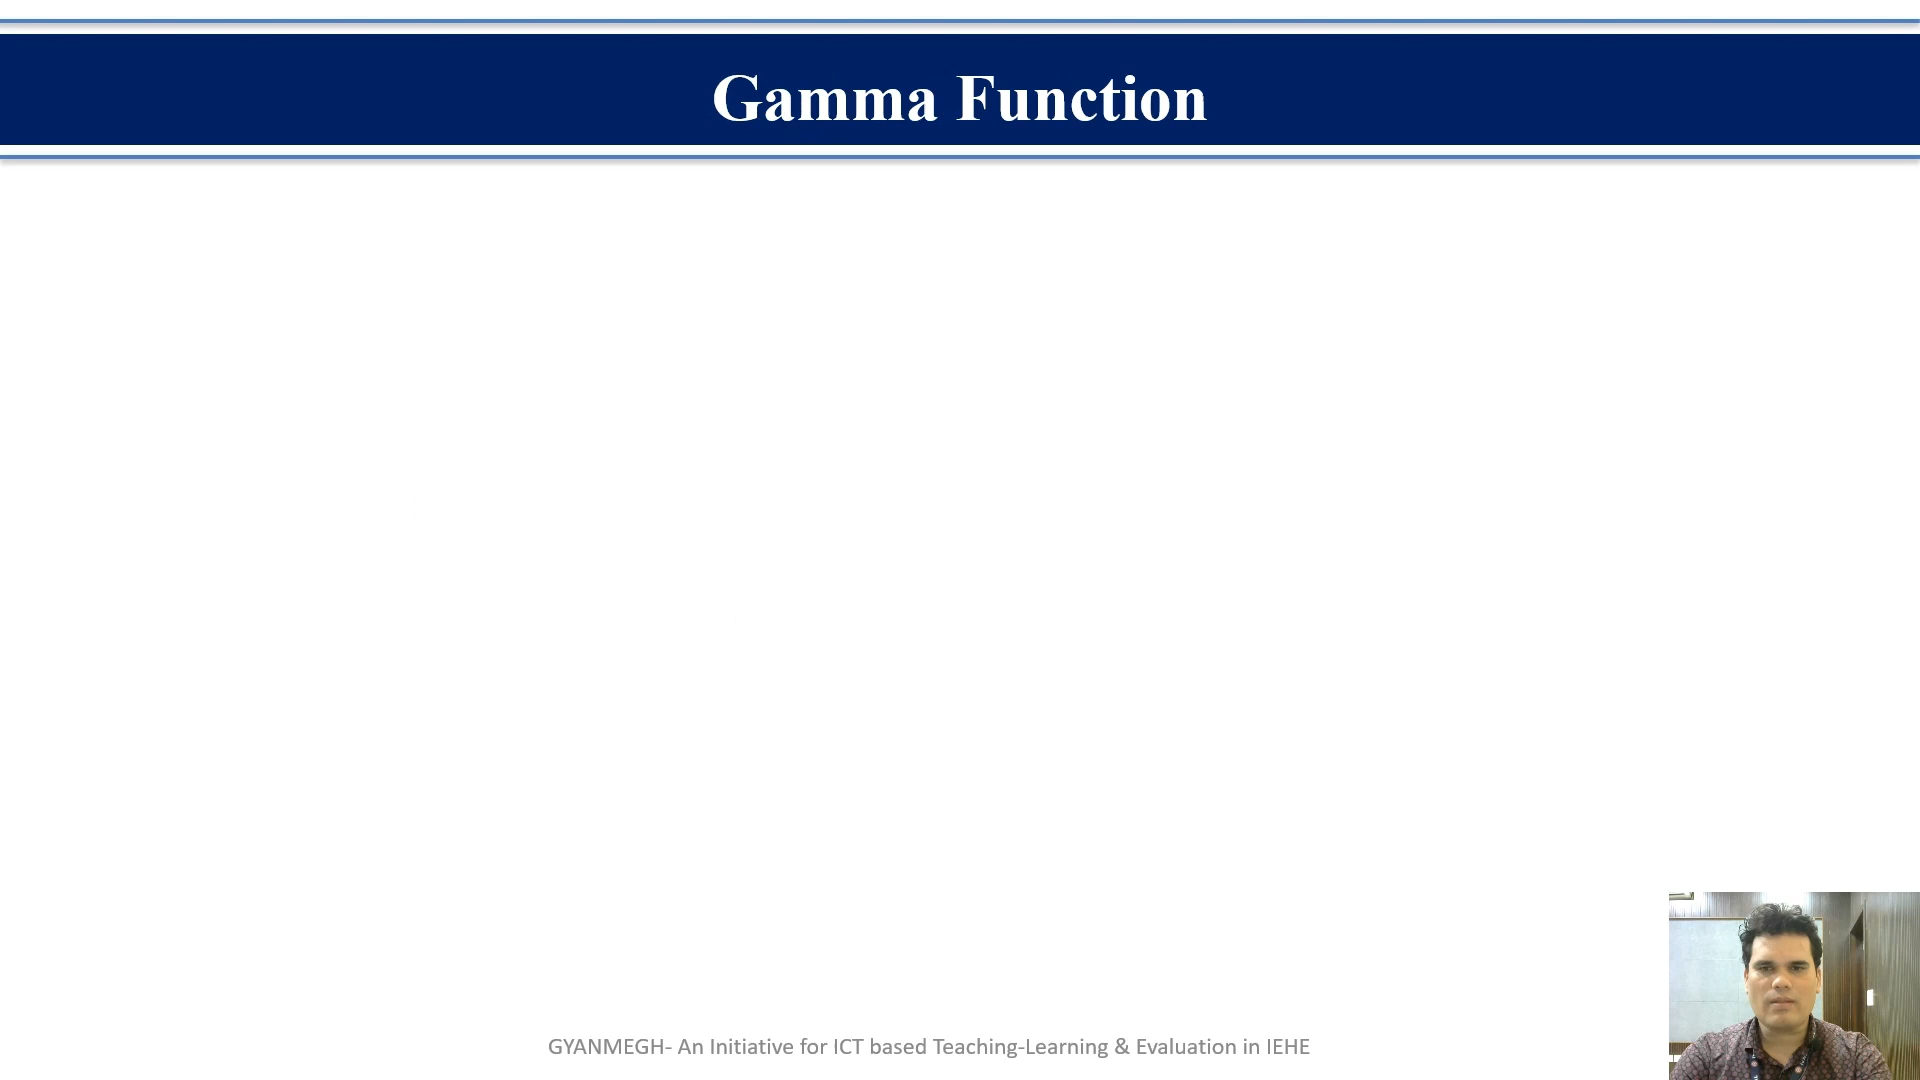 Gamma Function
GYANMEGH- An Initiative for ICT based Teaching-Learning & Evaluation in IEHE